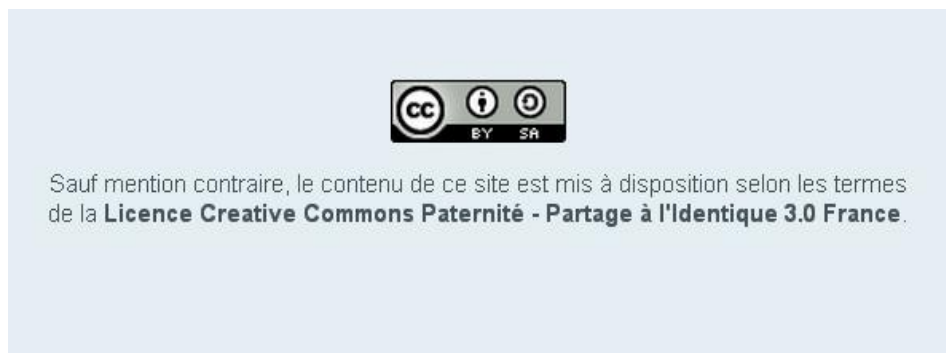 cc
BY SA
Sauf mention contraire, le contenu de ce site est mis à disposition selon les termes
de la Licence Creative Commons Paternité - Partage à l'Identique 3.0 France.